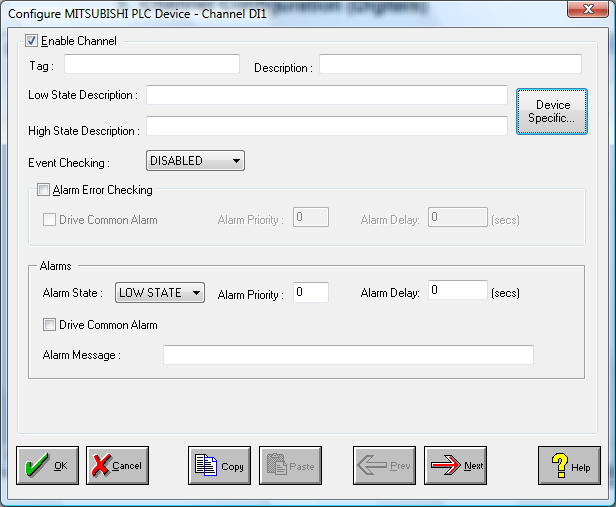 Channel Configuration (Digitals)
Configure MITSUBISHI PLC Device - Channel DI1
Enable Channel
Tag : Description :
Low State Description :
Device Specific...
High State Description :
Event Checking : DISABLED
Alarm Error Checking
Drive Common Alarm Alarm Priority : 0 Alarm Delay: 0 (secs)
Alarms
Alarm State : LOW STATE Alarm Priority : 0 Alarm Delay: 0 (secs)
Drive Common Alarm
Alarm Message :
OK Cancel Copy Paste Prev Next Help